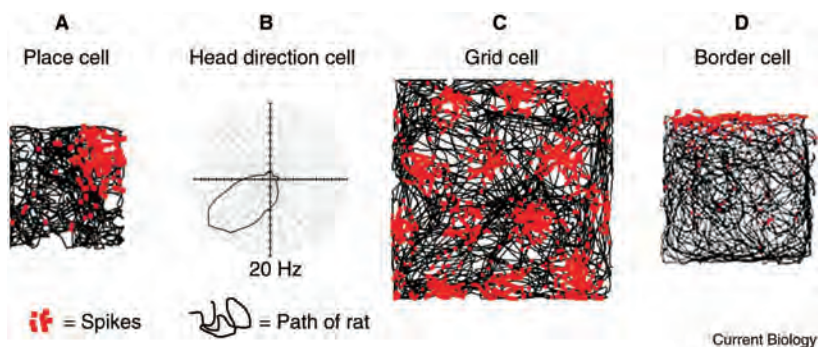 A
Place cell
B
Head direction cell
C
Grid cell
D
Border cell
20 Hz
= Spikes
= Path of rat
Current Biology